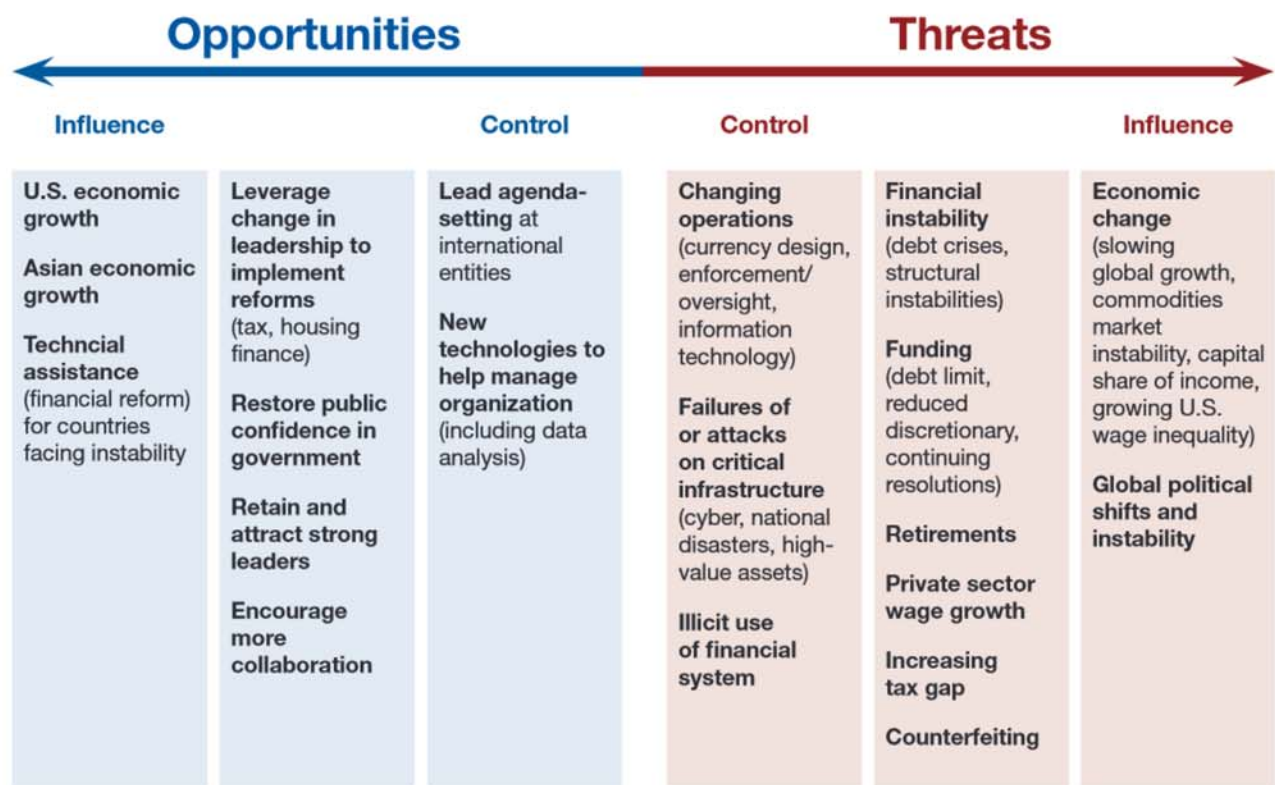 Opportunities
Threats
Influence
Control
Control
Influence
U.S. economic
growth
Asian economic
growth
Techncial
assistance
(financial reform)
for countries
facing instability
Leverage
change in
leadership to
implement
reforms
(tax, housing
finance)
Restore public
confidence in
government
Retain and
attract strong
leaders
Encourage
more
collaboration
Lead agenda-
setting at
international
entities
New
technologies to
help manage
organization
(including data
analysis)
Changing
operations
(currency design,
enforcement/
oversight,
information
technology)
Failures of
or attacks
on critical
infrastructure
(cyber, national
disasters, high-
value assets)
Illicit use
of financial
system
Financial
instability
(debt crises,
structural
instabilities)
Funding
(debt limit,
reduced
discretionary,
continuing
resolutions)
Retirements
Private sector
wage growth
Increasing
tax gap
Counterfeiting
Economic
change
(slowing
global growth,
commodities
market
instability, capital
share of income,
growing U.S.
wage inequality)
Global political
shifts and
instability